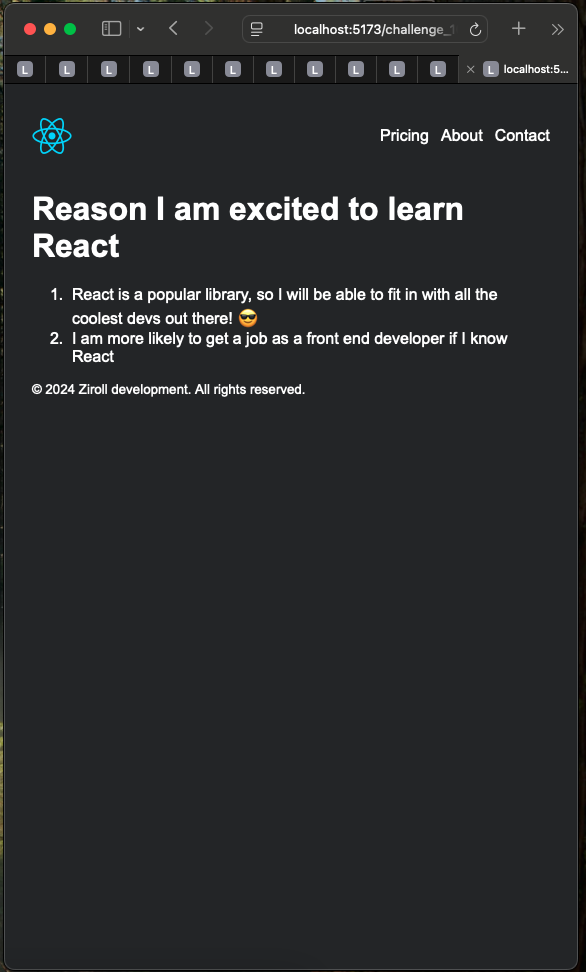 localhost:5173/challenge_1
L L L L L L L L L L L L localhost:5...
Pricing About Contact
Reason I am excited to learn
React
1. React is a popular library, so I will be able to fit in with all the
coolest devs out there! 😎
2. I am more likely to get a job as a front end developer if I know
React
© 2024 Ziroll development. All rights reserved.